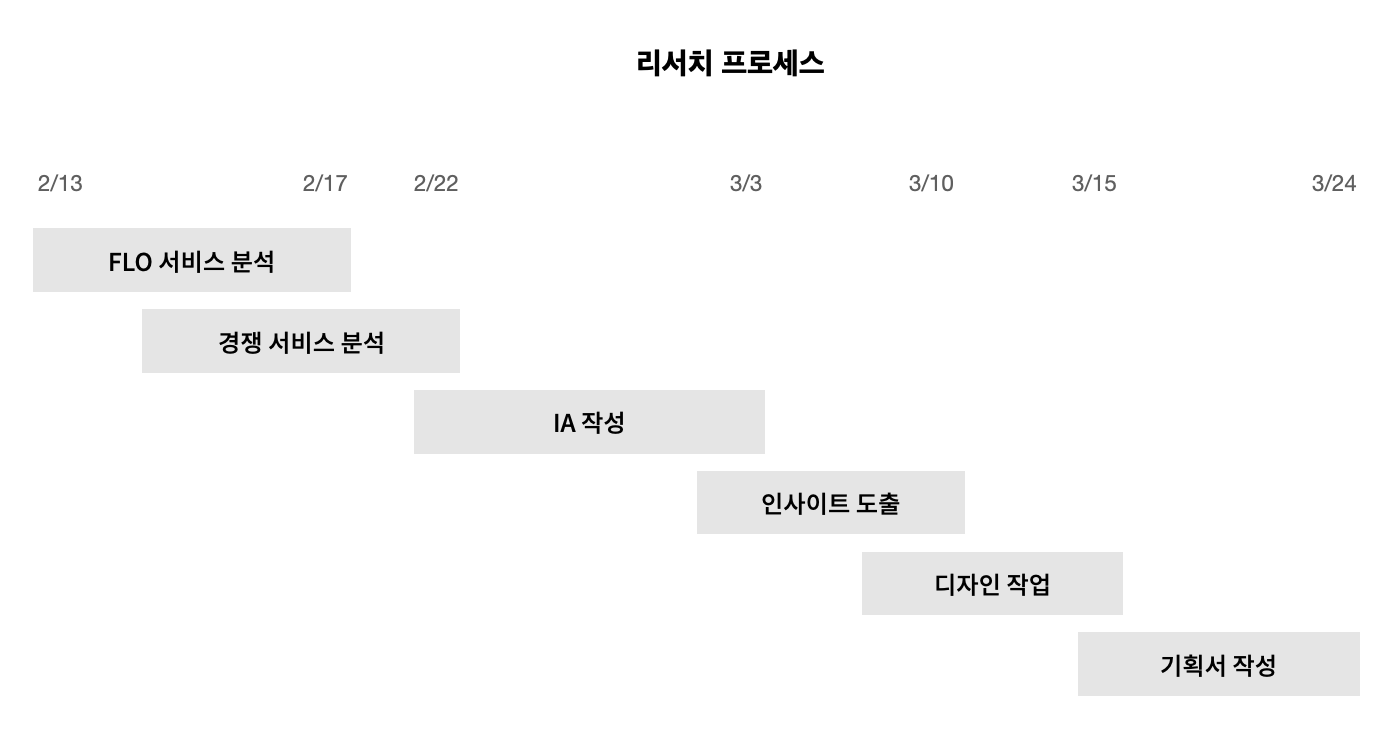 리서치 프로세스
2/13 2/17 2/22 3/3 3/10 3/15 3/24
FLO 서비스 분석
경쟁 서비스 분석
IA 작성
인사이트 도출
디자인 작업
기획서 작성